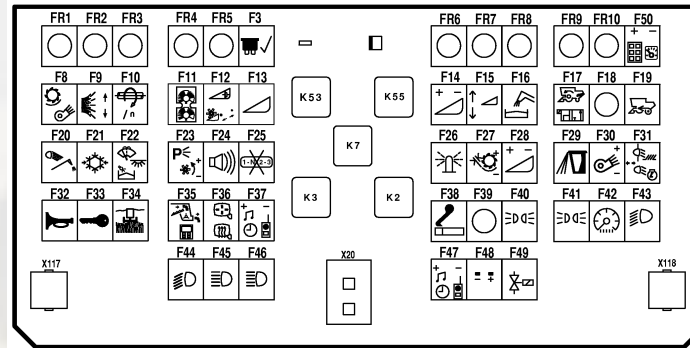 FR1 FR2 FR3 FR4 FR5 F3 FR6 FR7 FR8 FR9 FR10 F50
F8 F9 F10 F11 F12 F13 K53 K55 F14 F15 F16 F17 F18 F19
/n
K7
F20 F21 F22 F23 F24 F25 F26 F27 F28 F29 F30 F31
P 1-N 2-3
K3 K2
F32 F33 F34 F35 F36 F37 F38 F39 F40 F41 F42 F43
X117 F44 F45 F46 X20 F47 F48 F49 X118